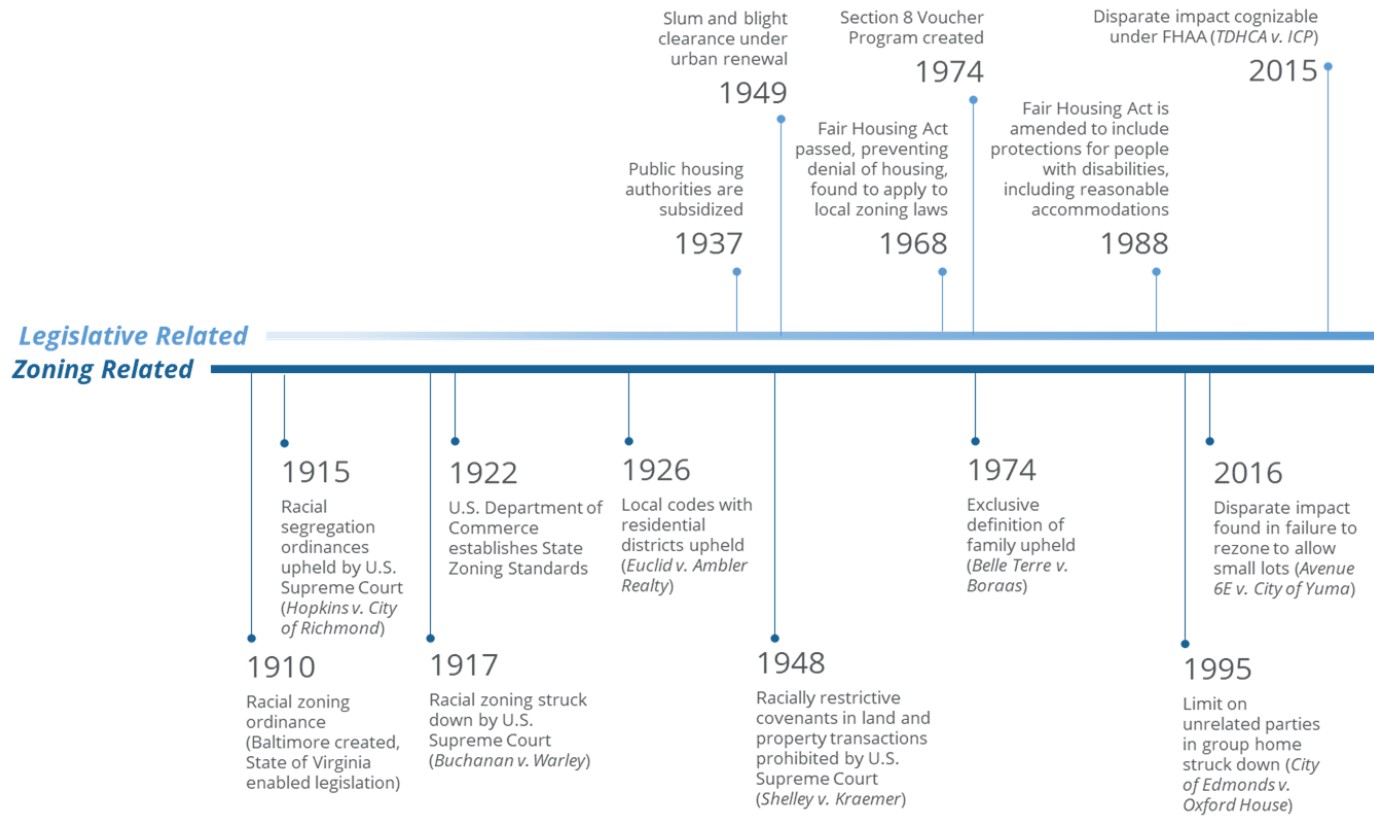 Slum and blight
clearance under
urban renewal
1949
Section 8 Voucher
Program created
1974
Disparate impact cognizable
under FHAA (TDHCA v. ICP)
2015
Public housing
authorities are
subsidized
1937
Fair Housing Act
passed, preventing
denial of housing,
found to apply to
local zoning laws
1968
Fair Housing Act is
amended to include
protections for people
with disabilities,
including reasonable
accommodations
1988
Legislative Related
Zoning Related
1915
Racial
segregation
ordinances
upheld by U.S.
Supreme Court
(Hopkins v. City
of Richmond)
1922
U.S. Department of
Commerce
establishes State
Zoning Standards
1926
Local codes with
residential
districts upheld
(Euclid v. Ambler
Realty)
1974
Exclusive
definition of
family upheld
(Belle Terre v.
Boraas)
2016
Disparate impact
found in failure to
rezone to allow
small lots (Avenue
6E v. City of Yuma)
1910
Racial zoning
ordinance
(Baltimore created,
State of Virginia
enabled legislation)
1917
Racial zoning struck
down by U.S.
Supreme Court
(Buchanan v. Warley)
1948
Racially restrictive
covenants in land and
property transactions
prohibited by U.S.
Supreme Court
(Shelley v. Kraemer)
1995
Limit on
unrelated parties
in group home
struck down (City
of Edmonds v.
Oxford House)